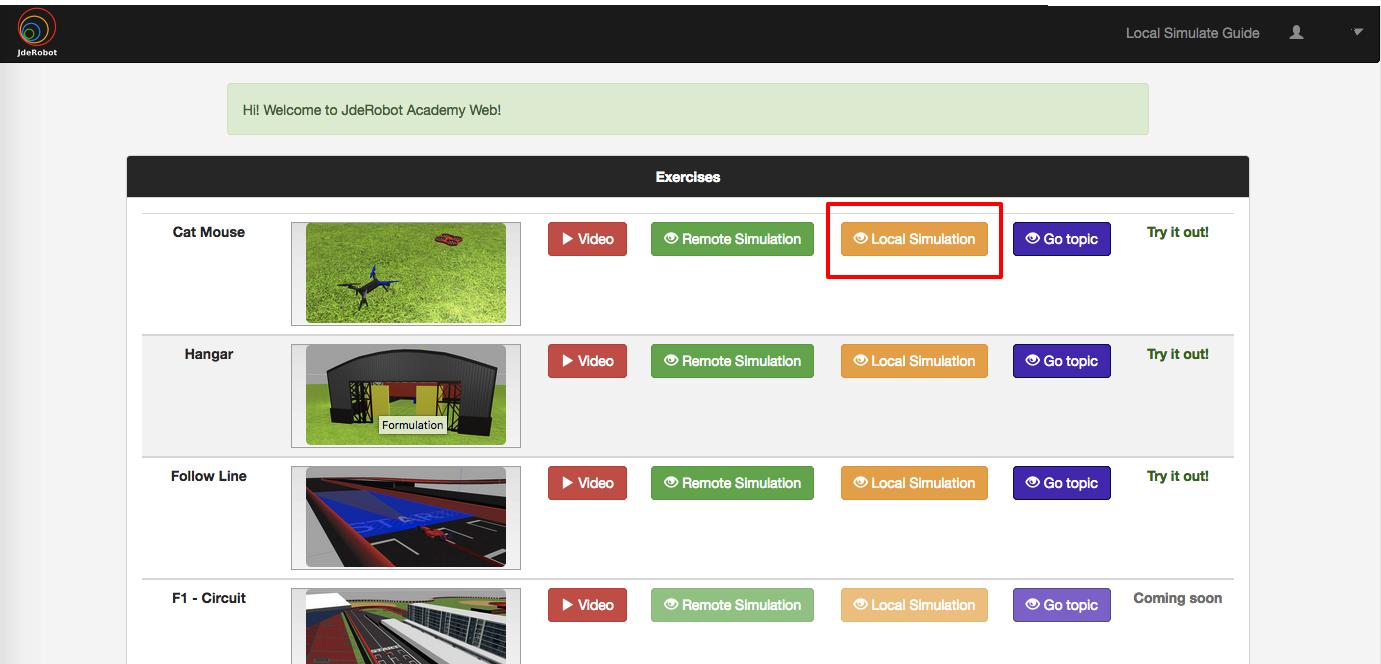 JdeRobot
Local Simulate Guide
Hi! Welcome to JdeRobot Academy Web!
Exercises
Cat Mouse
Video
Remote Simulation
Local Simulation
Go topic
Try it out!
Hangar
Formulation
Video
Remote Simulation
Local Simulation
Go topic
Try it out!
Follow Line
START
Video
Remote Simulation
Local Simulation
Go topic
Try it out!
F1 - Circuit
Video
Remote Simulation
Local Simulation
Go topic
Coming soon